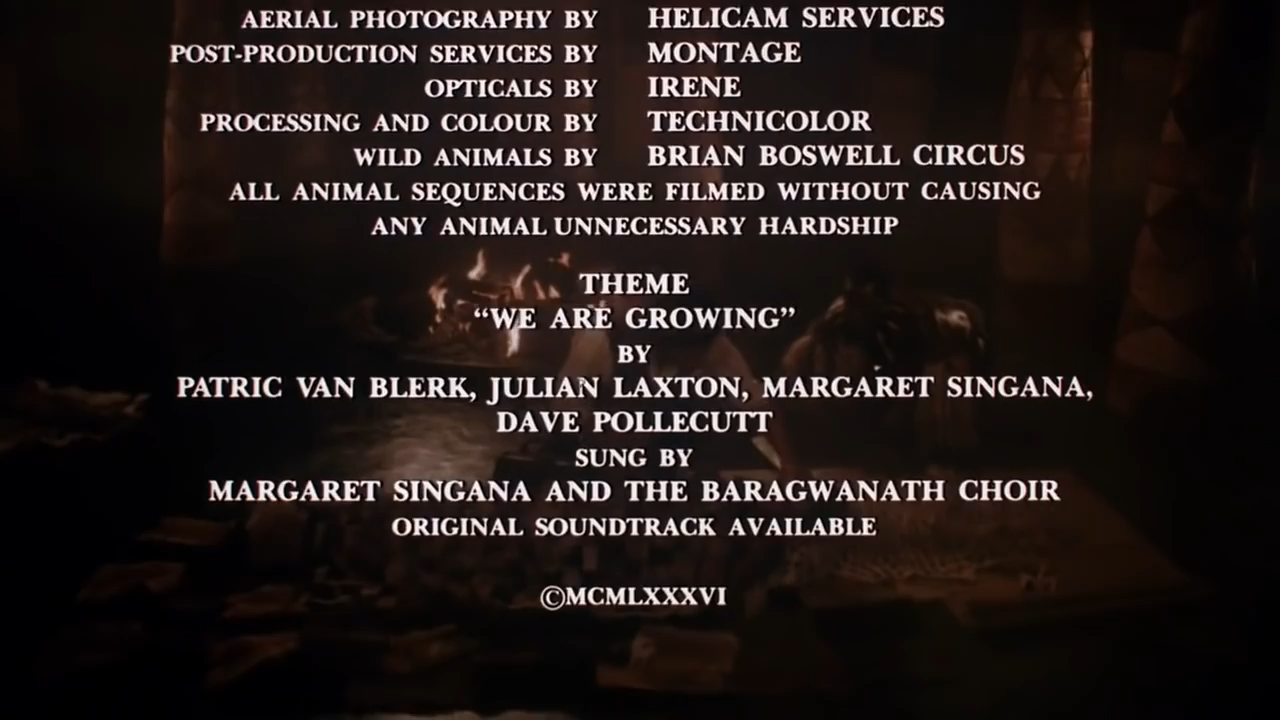 AERIAL PHOTOGRAPHY BY HELICAM SERVICES
POST-PRODUCTION SERVICES BY MONTAGE
OPTICALS BY IRENE
PROCESSING AND COLOUR BY TECHNICOLOR
WILD ANIMALS BY BRIAN BOSWELL CIRCUS
ALL ANIMAL SEQUENCES WERE FILMED WITHOUT CAUSING
ANY ANIMAL UNNECESSARY HARDSHIP
THEME
“WE ARE GROWING”
BY
PATRIC VAN BLERK, JULIAN LAXTON, MARGARET SINGANA,
DAVE POLLECUTT
SUNG BY
MARGARET SINGANA AND THE BARAGWANATH CHOIR
ORIGINAL SOUNDTRACK AVAILABLE
©MCMLXXXVI